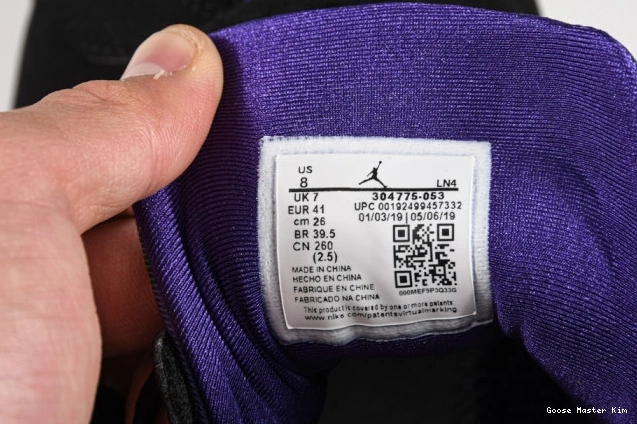 US
8
LN4
UK 7
304775-053
EUR 41
UPC 00192499457332
cm 26
01/03/19 | 05/06/19
BR 39.5
CN 260
(2.5)
MADE IN CHINA
HECHO EN CHINA
FABRIQUE EN CHINE
FABRICADO NA CHINA
000MEF9P3Q33G
This product is covered by one or more patents
www.nike.com/patentsvirtualmarking
Goose Master Kim